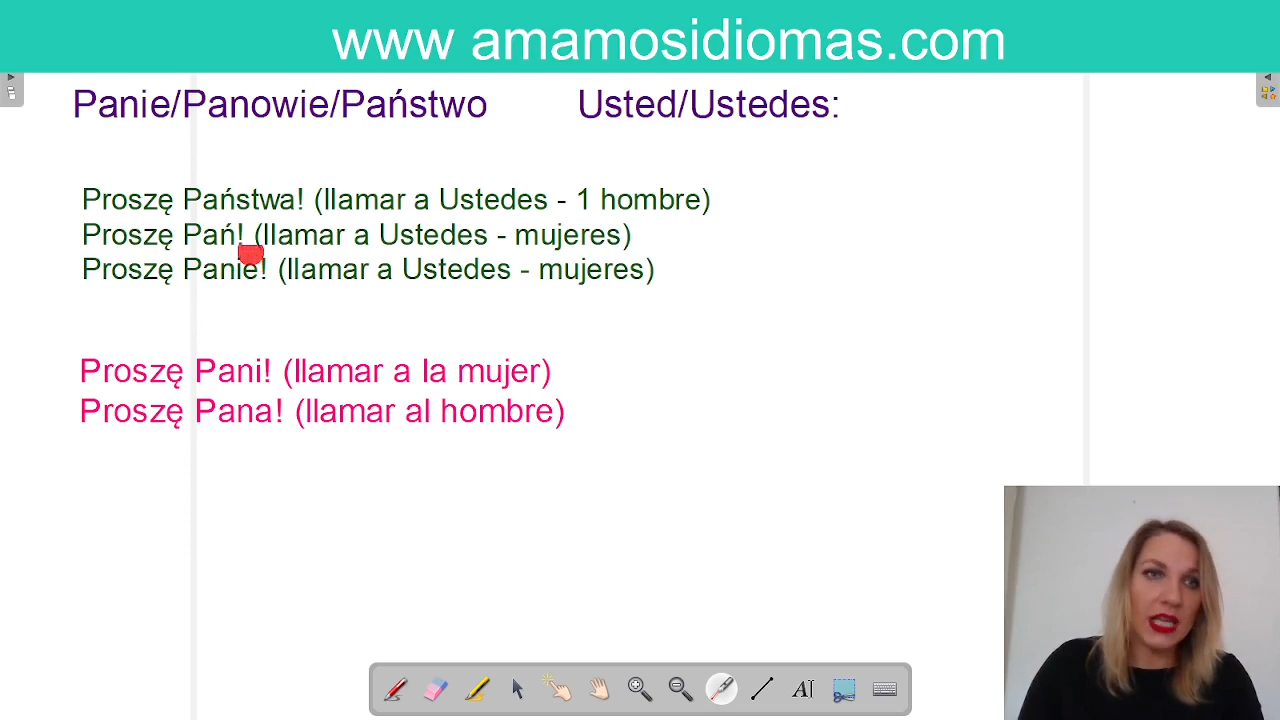 www amamosidiomas.com
Panie/Panowie/Państwo Usted/Ustedes:
Proszę Państwa! (llamar a Ustedes - 1 hombre)
Proszę Pań! (llamar a Ustedes - mujeres)
Proszę Panie! (llamar a Ustedes - mujeres)
Proszę Pani! (llamar a la mujer)
Proszę Pana! (llamar al hombre)